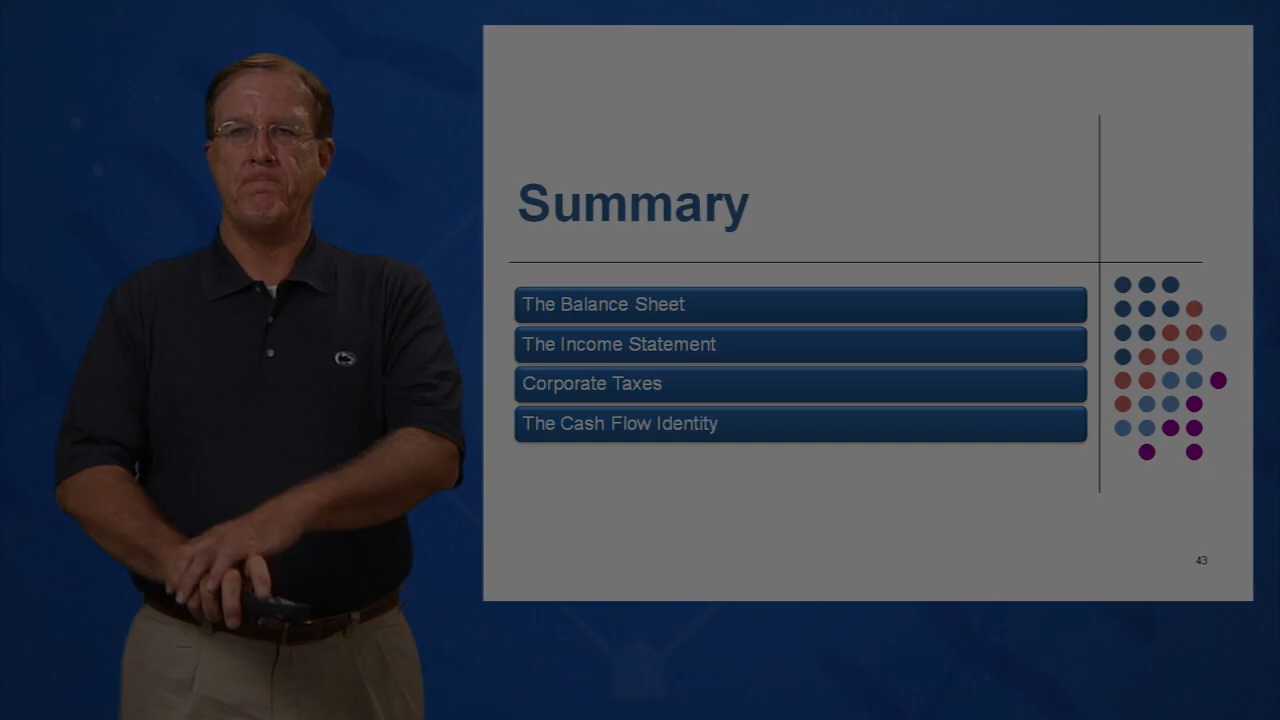 Summary
The Balance Sheet
The Income Statement
Corporate Taxes
The Cash Flow Identity
43